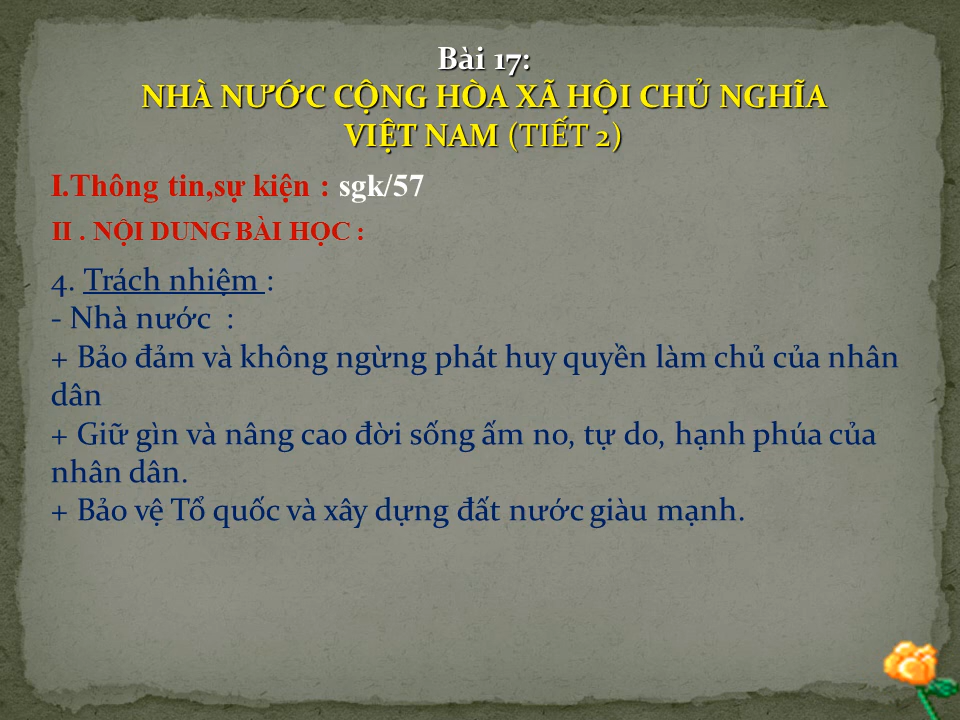 Bài 17:
NHÀ NƯỚC CỘNG HÒA XÃ HỘI CHỦ NGHĨA
VIỆT NAM (TIẾT 2)
I.Thông tin,sự kiện : sgk/57
II . NỘI DUNG BÀI HỌC :
4. Trách nhiệm :
- Nhà nước :
+ Bảo đảm và không ngừng phát huy quyền làm chủ của nhân
dân
+ Giữ gìn và nâng cao đời sống ấm no, tự do, hạnh phúa của
nhân dân.
+ Bảo vệ Tổ quốc và xây dựng đất nước giàu mạnh.